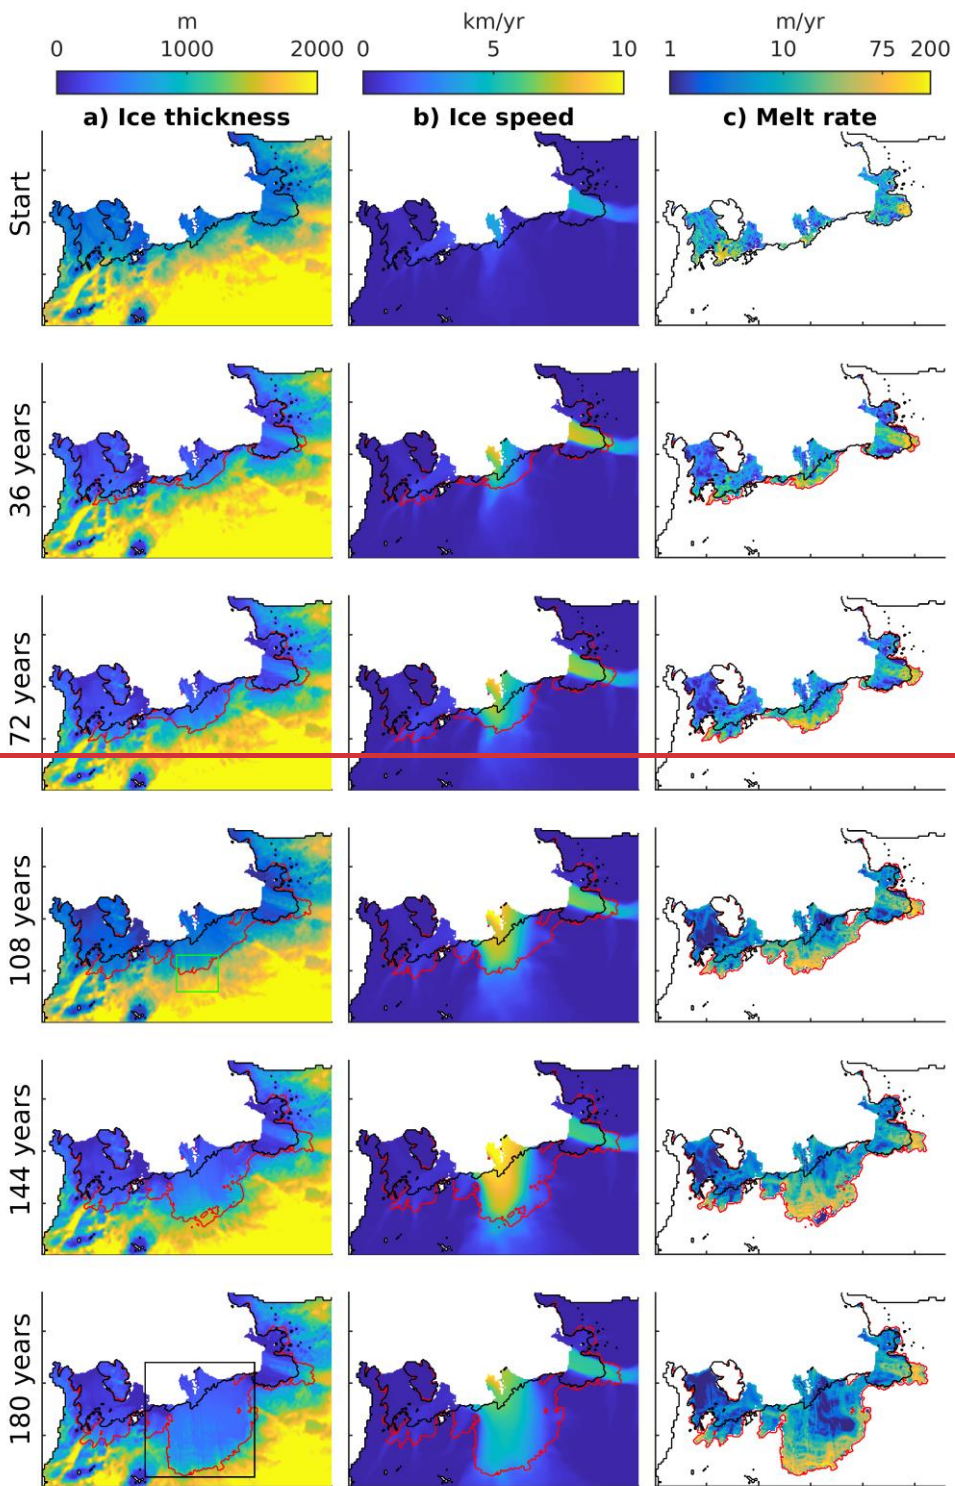 m
km/yr
m/yr
0 1000 2000
0 5 10
1 10 75 200
a) Ice thickness
b) Ice speed
c) Melt rate
Start
36 years
72 years
108 years
144 years
180 years